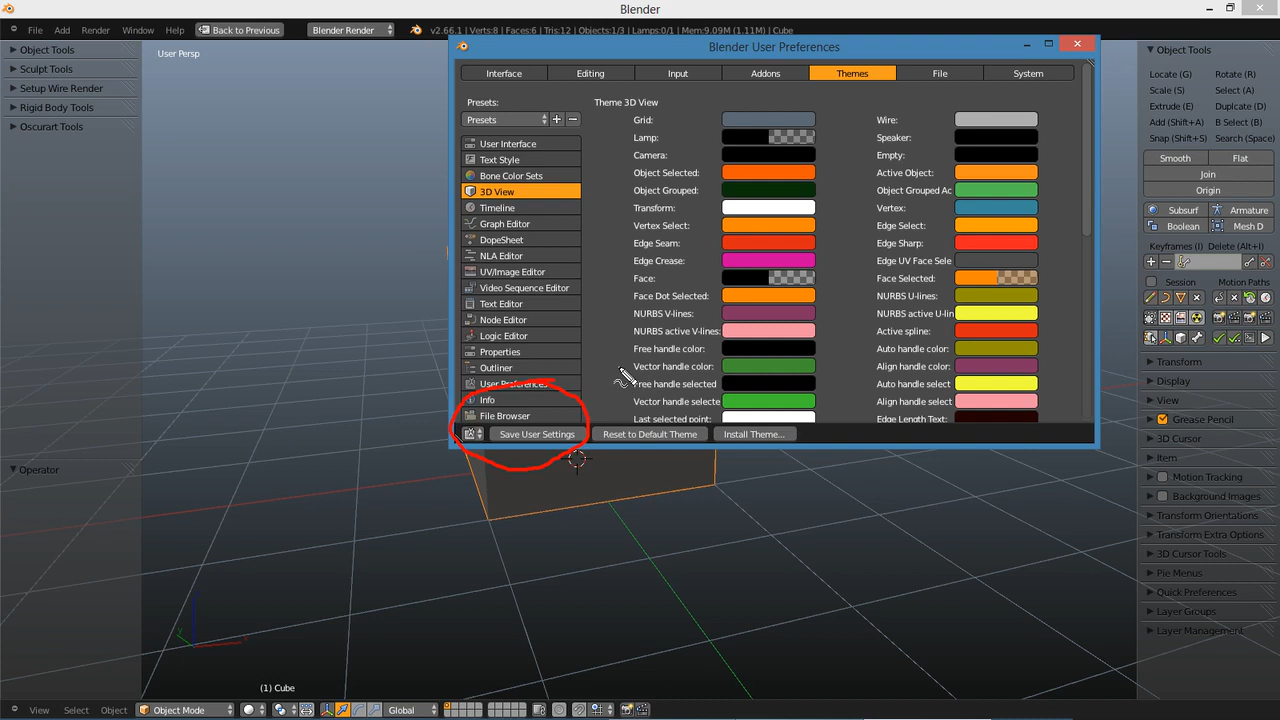 Blender
File Add Render Window Help Back to Previous Blender Render v2.66.1 | Verts:8 | Faces:6 | Tris:12 | Objects:1/3 | Lamps:0/1 | Mem:9.09M (1.11M) | Cube
Object Tools
Sculpt Tools
Setup Wire Render
Rigid Body Tools
Oscurart Tools
Operator
User Persp
Blender User Preferences
Interface Editing Input Addons Themes File System
Presets:
Presets
User Interface
Text Style
Bone Color Sets
3D View
Timeline
Graph Editor
DopeSheet
NLA Editor
UV/Image Editor
Video Sequence Editor
Text Editor
Node Editor
Logic Editor
Properties
Outliner
User Preferences
Info
File Browser
Theme 3D View
Grid: Wire:
Lamp: Speaker:
Camera: Empty:
Object Selected: Active Object:
Object Grouped: Object Grouped Ac
Transform: Vertex:
Vertex Select: Edge Select:
Edge Seam: Edge Sharp:
Edge Crease: Edge UV Face Sele
Face: Face Selected:
Face Dot Selected: NURBS U-lines:
NURBS V-lines: NURBS active U-lin
NURBS active V-lines: Active spline:
Free handle color: Auto handle color:
Vector handle color: Align handle color:
Free handle selected Auto handle select
Vector handle selecte Align handle select
Last selected point: Edge Length Text:
Save User Settings Reset to Default Theme Install Theme...
Object Tools
Locate (G) Rotate (R)
Scale (S) Select (A)
Extrude (E) Duplicate (D)
Add (Shift+A) B Select (B)
Snap (Shift+S) Search (Space)
Smooth Flat
Join
Origin
Subsurf Armature
Boolean Mesh D
Keyframes (I) Delete (Alt+I)
Session Motion Paths
Transform
Display
View
Grease Pencil
3D Cursor
Item
Motion Tracking
Background Images
Transform Orientations
Transform Extra Options
3D Cursor Tools
Pie Menus
Quick Preferences
Layer Groups
Layer Management
(1) Cube
View Select Object Object Mode Global